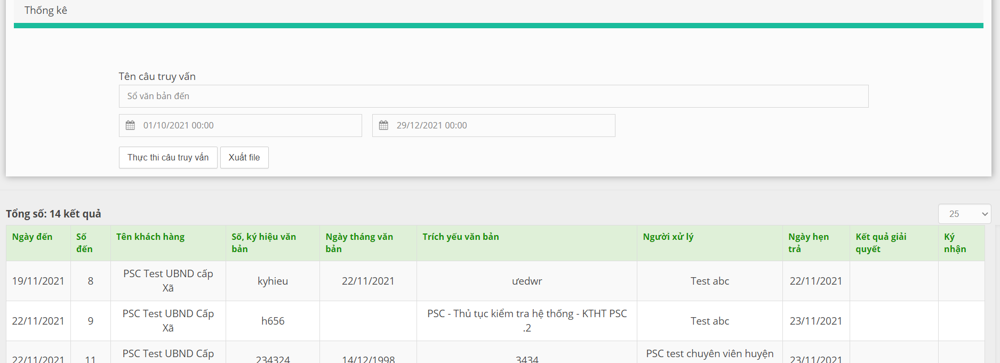 Thống kê
Tên câu truy vấn
Sổ văn bản đến
01/10/2021 00:00 29/12/2021 00:00
Thực thi câu truy vấn Xuất file
Tổng số: 14 kết quả 25
Ngày đến Số đến Tên khách hàng Số, ký hiệu văn bản Ngày tháng văn bản Trích yếu văn bản Người xử lý Ngày hẹn trả Kết quả giải quyết Ký nhận
19/11/2021 8 PSC Test UBND cấp Xã kyhieu 22/11/2021 ưedwr Test abc 22/11/2021
22/11/2021 9 PSC Test UBND Cấp Xã h656 PSC - Thủ tục kiểm tra hệ thống - KTHT PSC .2 Test abc 23/11/2021
22/11/2021 11 PSC Test UBND Cấp 234324 14/12/1998 3434 PSC test chuyên viên huyện 23/11/2021